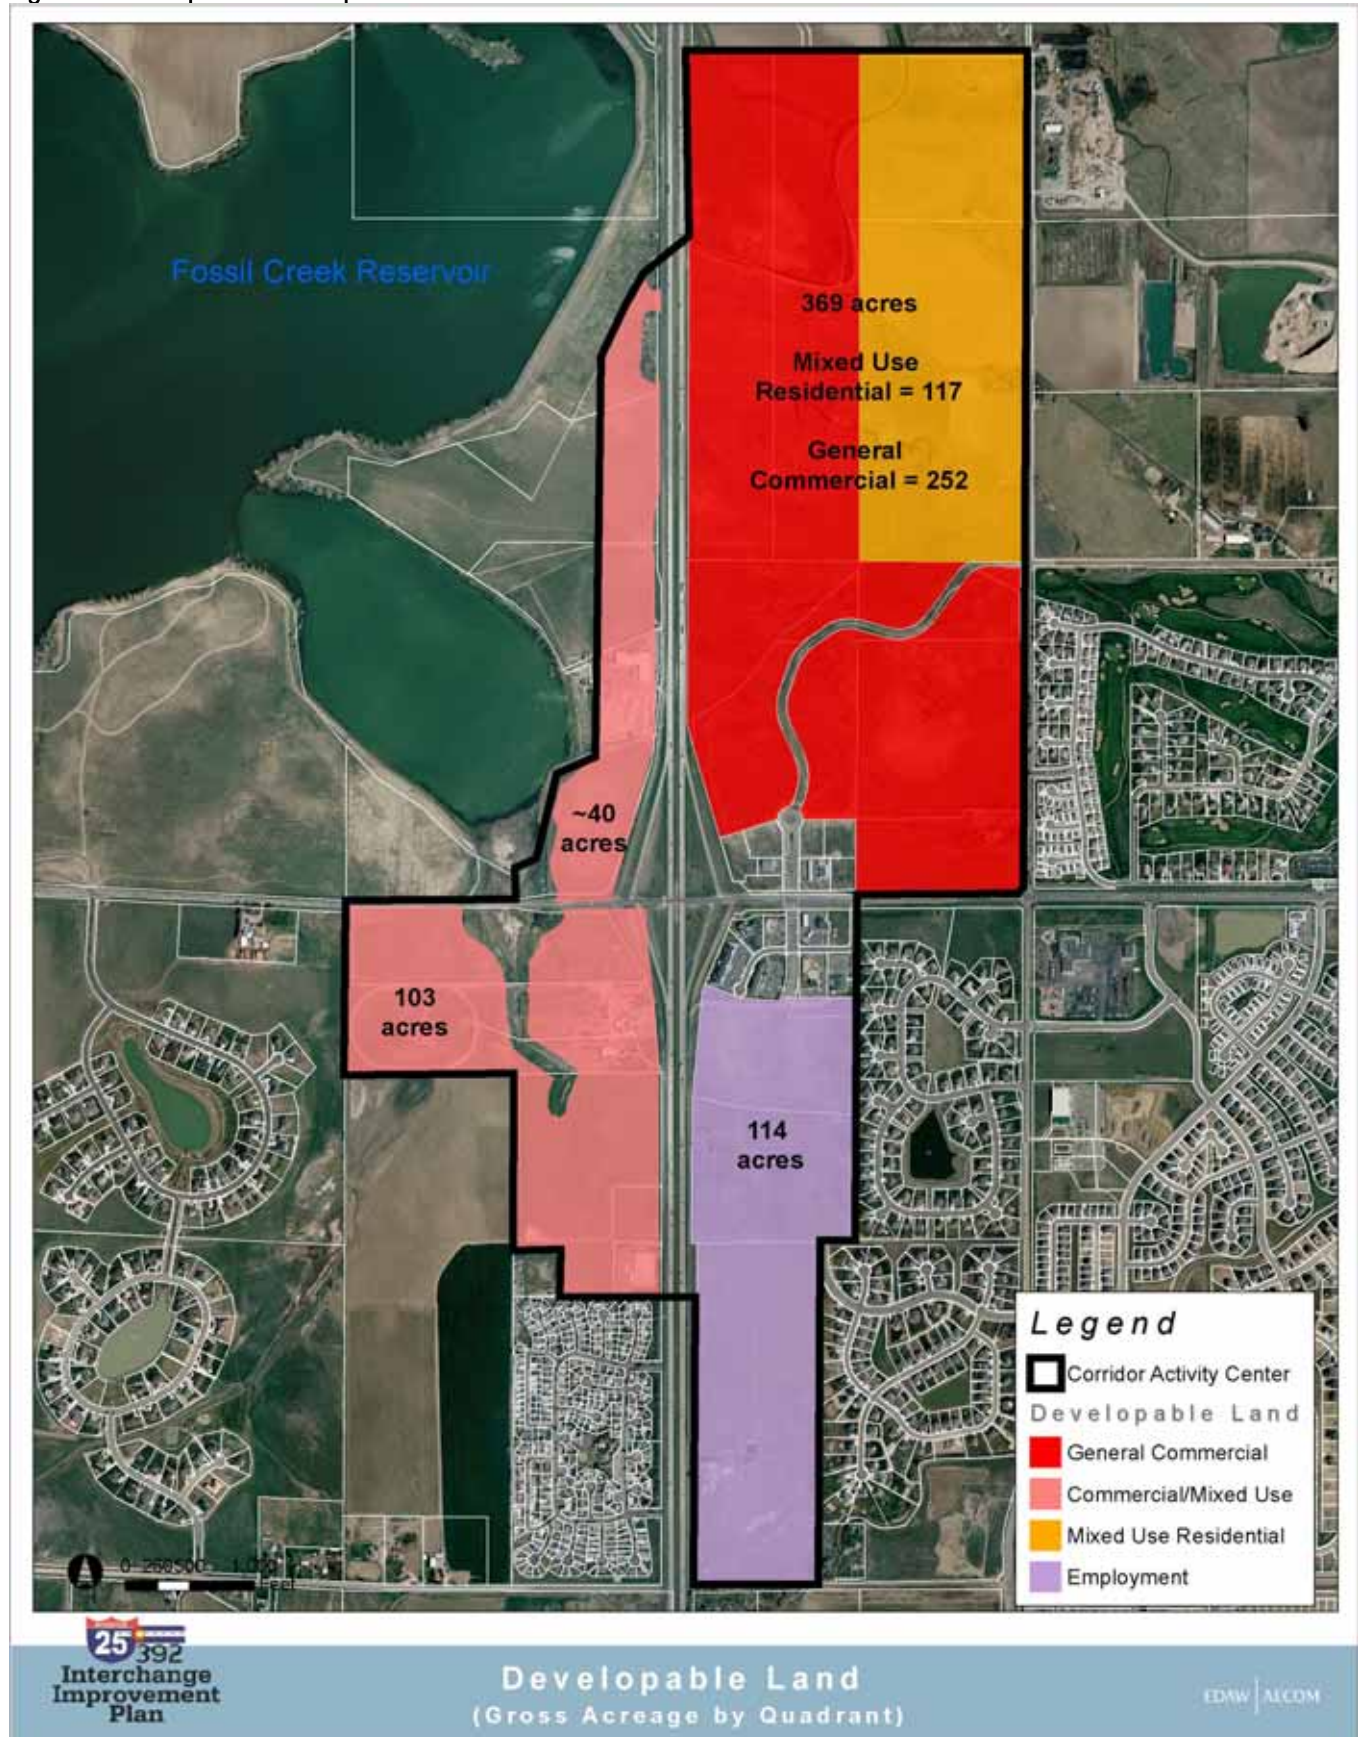 Fossil Creek Reservoir
369 acres
Mixed Use
Residential = 117
General
Commercial = 252
~40
acres
103
acres
114
acres
Legend
Corridor Activity Center
Developable Land
General Commercial
Commercial/Mixed Use
Mixed Use Residential
Employment
Feet
25
392
Interchange
Improvement
Plan
Developable Land
(Gross Acreage by Quadrant)
EDAW | AECOM